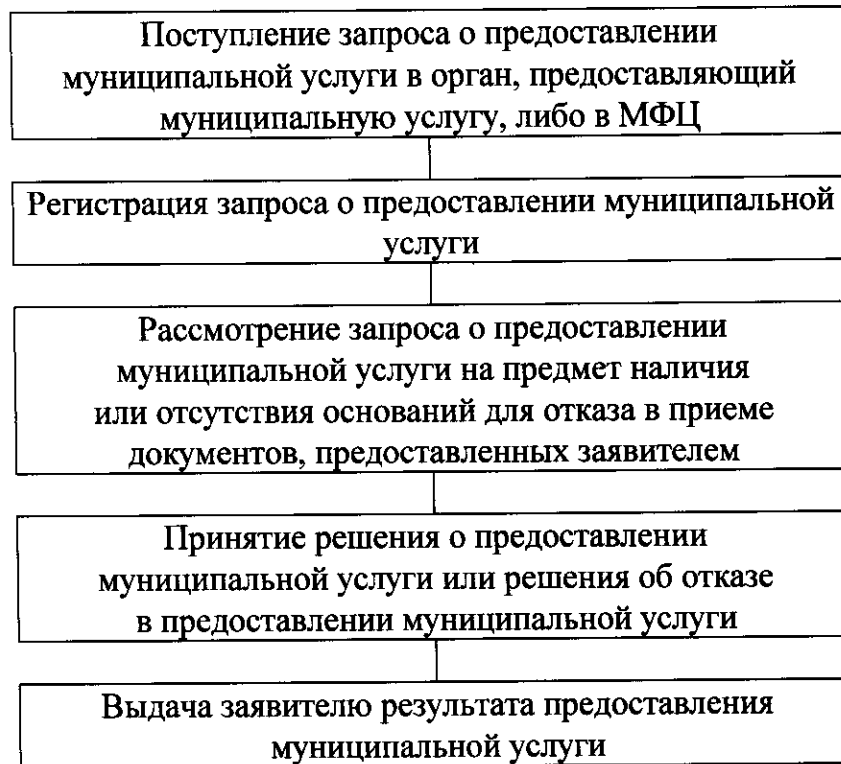 Поступление запроса о предоставлении
муниципальной услуги в орган, предоставляющий
муниципальную услугу, либо в МФЦ
Регистрация запроса о предоставлении муниципальной
услуги
Рассмотрение запроса о предоставлении
муниципальной услуги на предмет наличия
или отсутствия оснований для отказа в приеме
документов, предоставленных заявителем
Принятие решения о предоставлении
муниципальной услуги или решения об отказе
в предоставлении муниципальной услуги
Выдача заявителю результата предоставления
муниципальной услуги